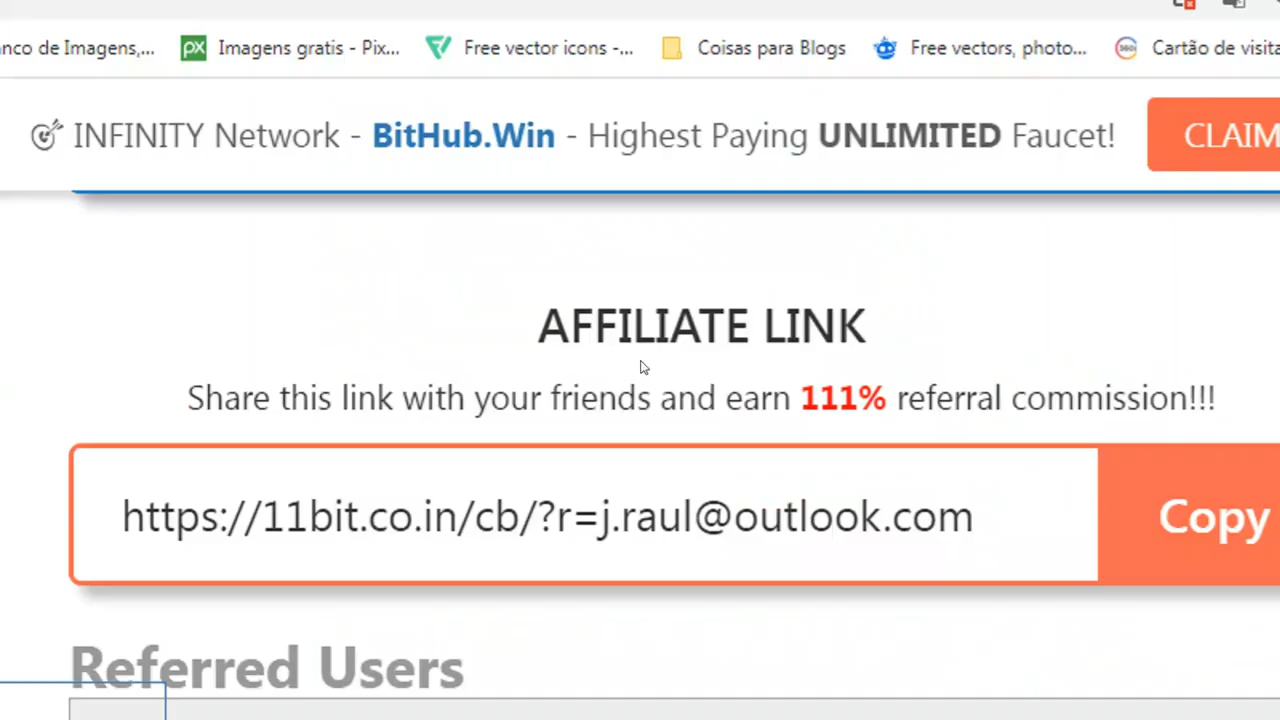 nco de Imagens,... px Imagens gratis - Pix... Free vector icons -... Coisas para Blogs Free vectors, photo... 360 Cartão de visita
INFINITY Network - BitHub.Win - Highest Paying UNLIMITED Faucet! CLAIM
AFFILIATE LINK
Share this link with your friends and earn 111% referral commission!!!
https://11bit.co.in/cb/?r=j.raul@outlook.com Copy
Referred Users